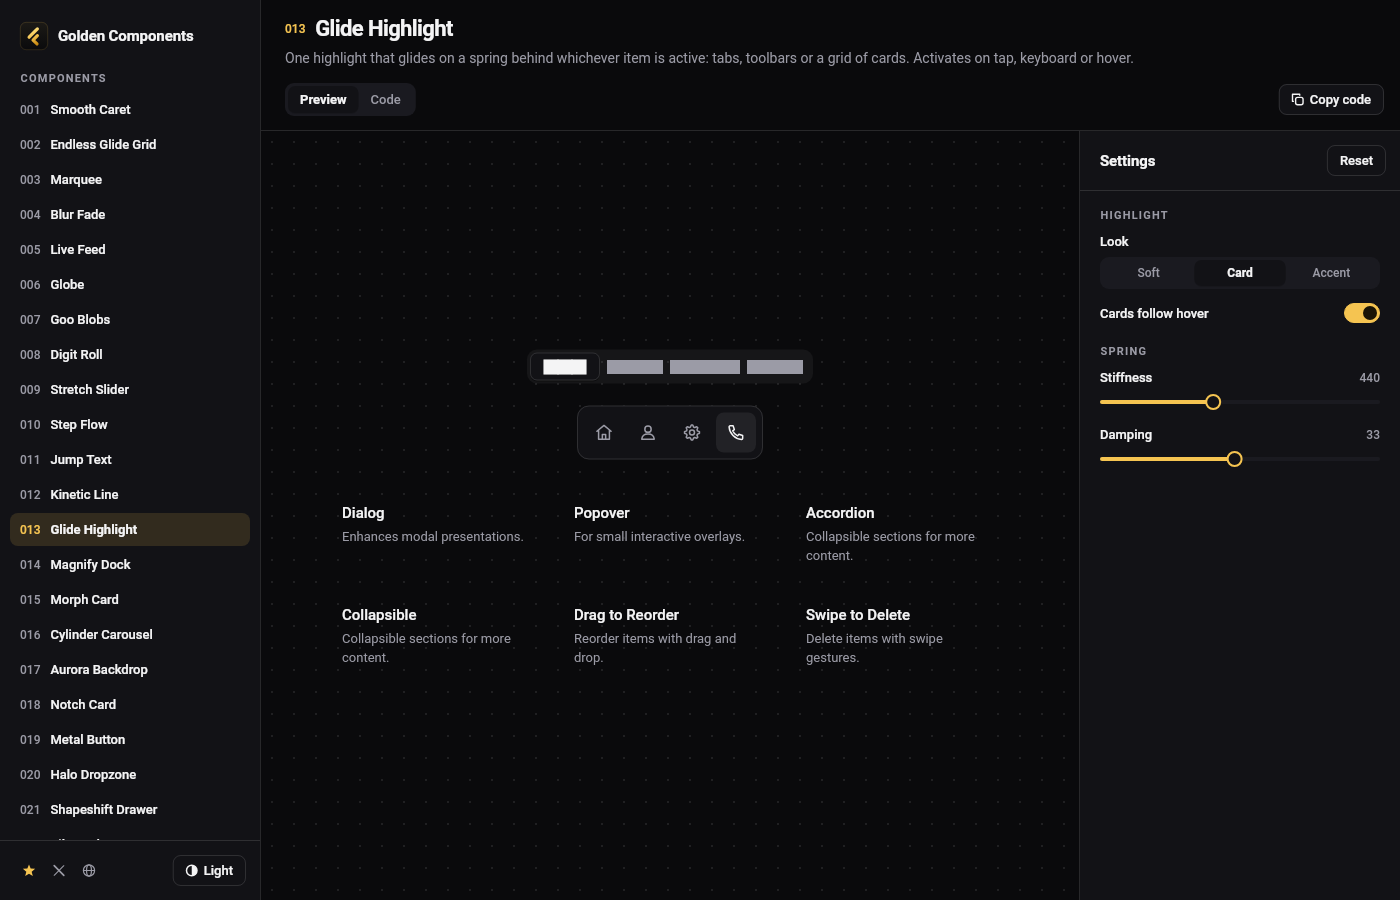 Golden Components
COMPONENTS
001 Smooth Caret
002 Endless Glide Grid
003 Marquee
004 Blur Fade
005 Live Feed
006 Globe
007 Goo Blobs
008 Digit Roll
009 Stretch Slider
010 Step Flow
011 Jump Text
012 Kinetic Line
013 Glide Highlight
014 Magnify Dock
015 Morph Card
016 Cylinder Carousel
017 Aurora Backdrop
018 Notch Card
019 Metal Button
020 Halo Dropzone
021 Shapeshift Drawer
Light
013 Glide Highlight
One highlight that glides on a spring behind whichever item is active: tabs, toolbars or a grid of cards. Activates on tap, keyboard or hover.
Preview Code
Copy code
Dialog
Enhances modal presentations.
Popover
For small interactive overlays.
Accordion
Collapsible sections for more
content.
Collapsible
Collapsible sections for more
content.
Drag to Reorder
Reorder items with drag and
drop.
Swipe to Delete
Delete items with swipe
gestures.
Settings
Reset
HIGHLIGHT
Look
Soft Card Accent
Cards follow hover
SPRING
Stiffness 440
Damping 33